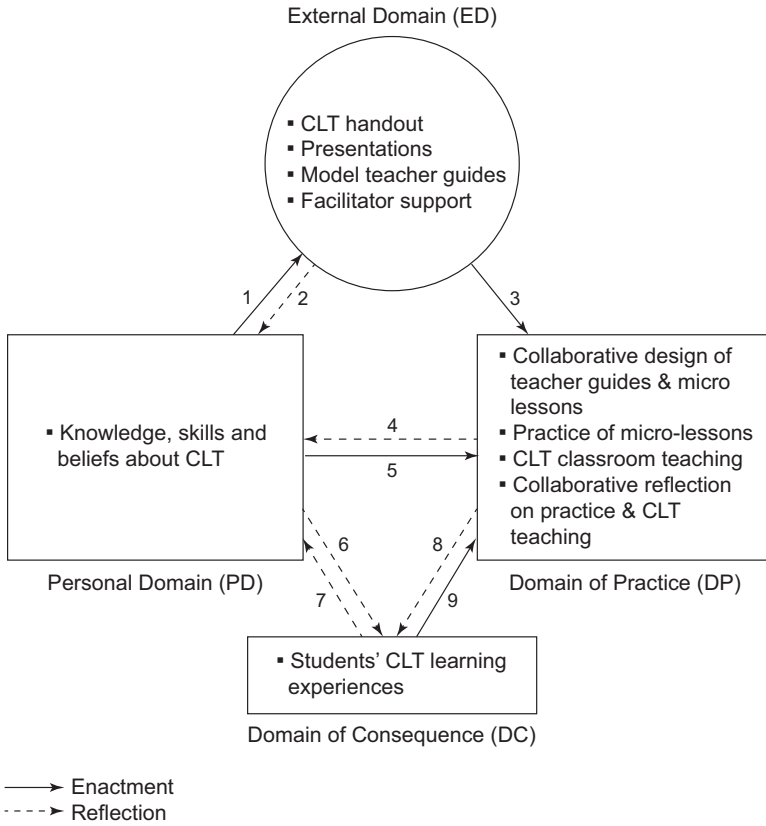 External Domain (ED)
▪ CLT handout
▪ Presentations
▪ Model teacher guides
▪ Facilitator support
1
2
3
▪ Knowledge, skills and
beliefs about CLT
Personal Domain (PD)
4
5
▪ Collaborative design of
teacher guides & micro
lessons
▪ Practice of micro-lessons
▪ CLT classroom teaching
▪ Collaborative reflection
on practice & CLT
teaching
Domain of Practice (DP)
6
7
8
9
▪ Students’ CLT learning
experiences
Domain of Consequence (DC)
Enactment
Reflection